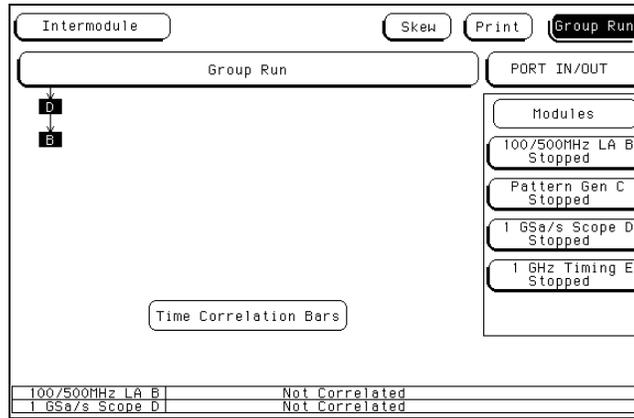 Intermodule
Skew
Print
Group Run
Group Run
PORT IN/OUT
D
B
Modules
100/500MHz LA B
Stopped
Pattern Gen C
Stopped
1 GSa/s Scope D
Stopped
1 GHz Timing E
Stopped
Time Correlation Bars
100/500MHz LA B Not Correlated
1 GSa/s Scope D Not Correlated